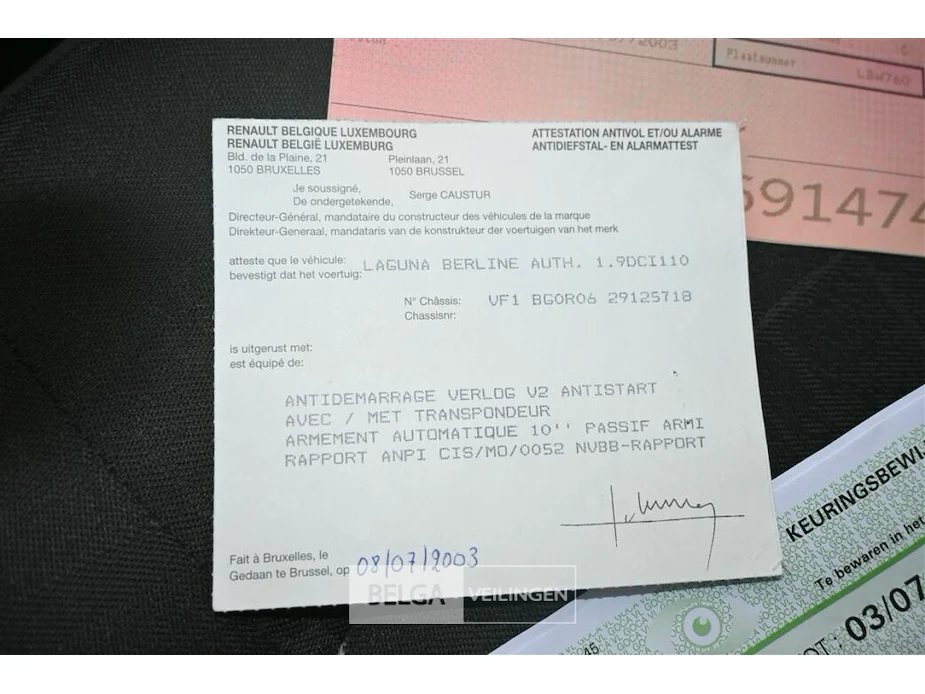 /2003
Plaatnummer
LBW760
591474
RENAULT BELGIQUE LUXEMBOURG
RENAULT BELGIË LUXEMBURG
Bld. de la Plaine, 21
1050 BRUXELLES
Pleinlaan, 21
1050 BRUSSEL
ATTESTATION ANTIVOL ET/OU ALARME
ANTIDIEFSTAL- EN ALARMATTEST
Je soussigné,
De ondergetekende,
Serge CAUSTUR
Directeur-Général, mandataire du constructeur des véhicules de la marque
Direkteur-Generaal, mandataris van de konstrukteur der voertuigen van het merk
atteste que le véhicule:
bevestigt dat het voertuig:
LAGUNA BERLINE AUTH. 1.9DCI110
N° Châssis:
Chassisnr:
VF1 BGOR06 29125718
is uitgerust met:
est équipé de:
ANTIDEMARRAGE VERLOG V2 ANTISTART
AVEC / MET TRANSPONDEUR
ARMEMENT AUTOMATIQUE 10'' PASSIF ARMI
RAPPORT ANPI CIS/MO/0052 NVBB-RAPPORT
Fait à Bruxelles, le
Gedaan te Brussel, op
08/07/2003
BELGA VEILINGEN
KEURINGSBEWIJ
Te bewaren in het
OT: 03/07
45